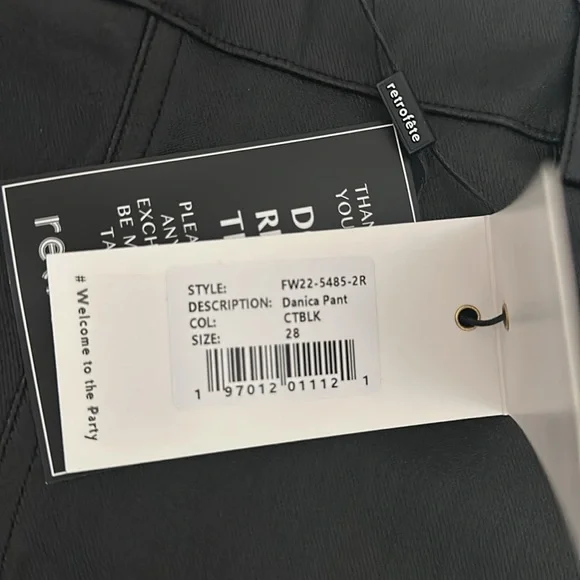 retrofête
THAN
YOU
D
R
T
PLEA
AN
EXCH
BE M
TA
# Welcome to the Party
STYLE: FW22-5485-2R
DESCRIPTION: Danica Pant
COL: CTBLK
SIZE: 28
1 97012 01112 1